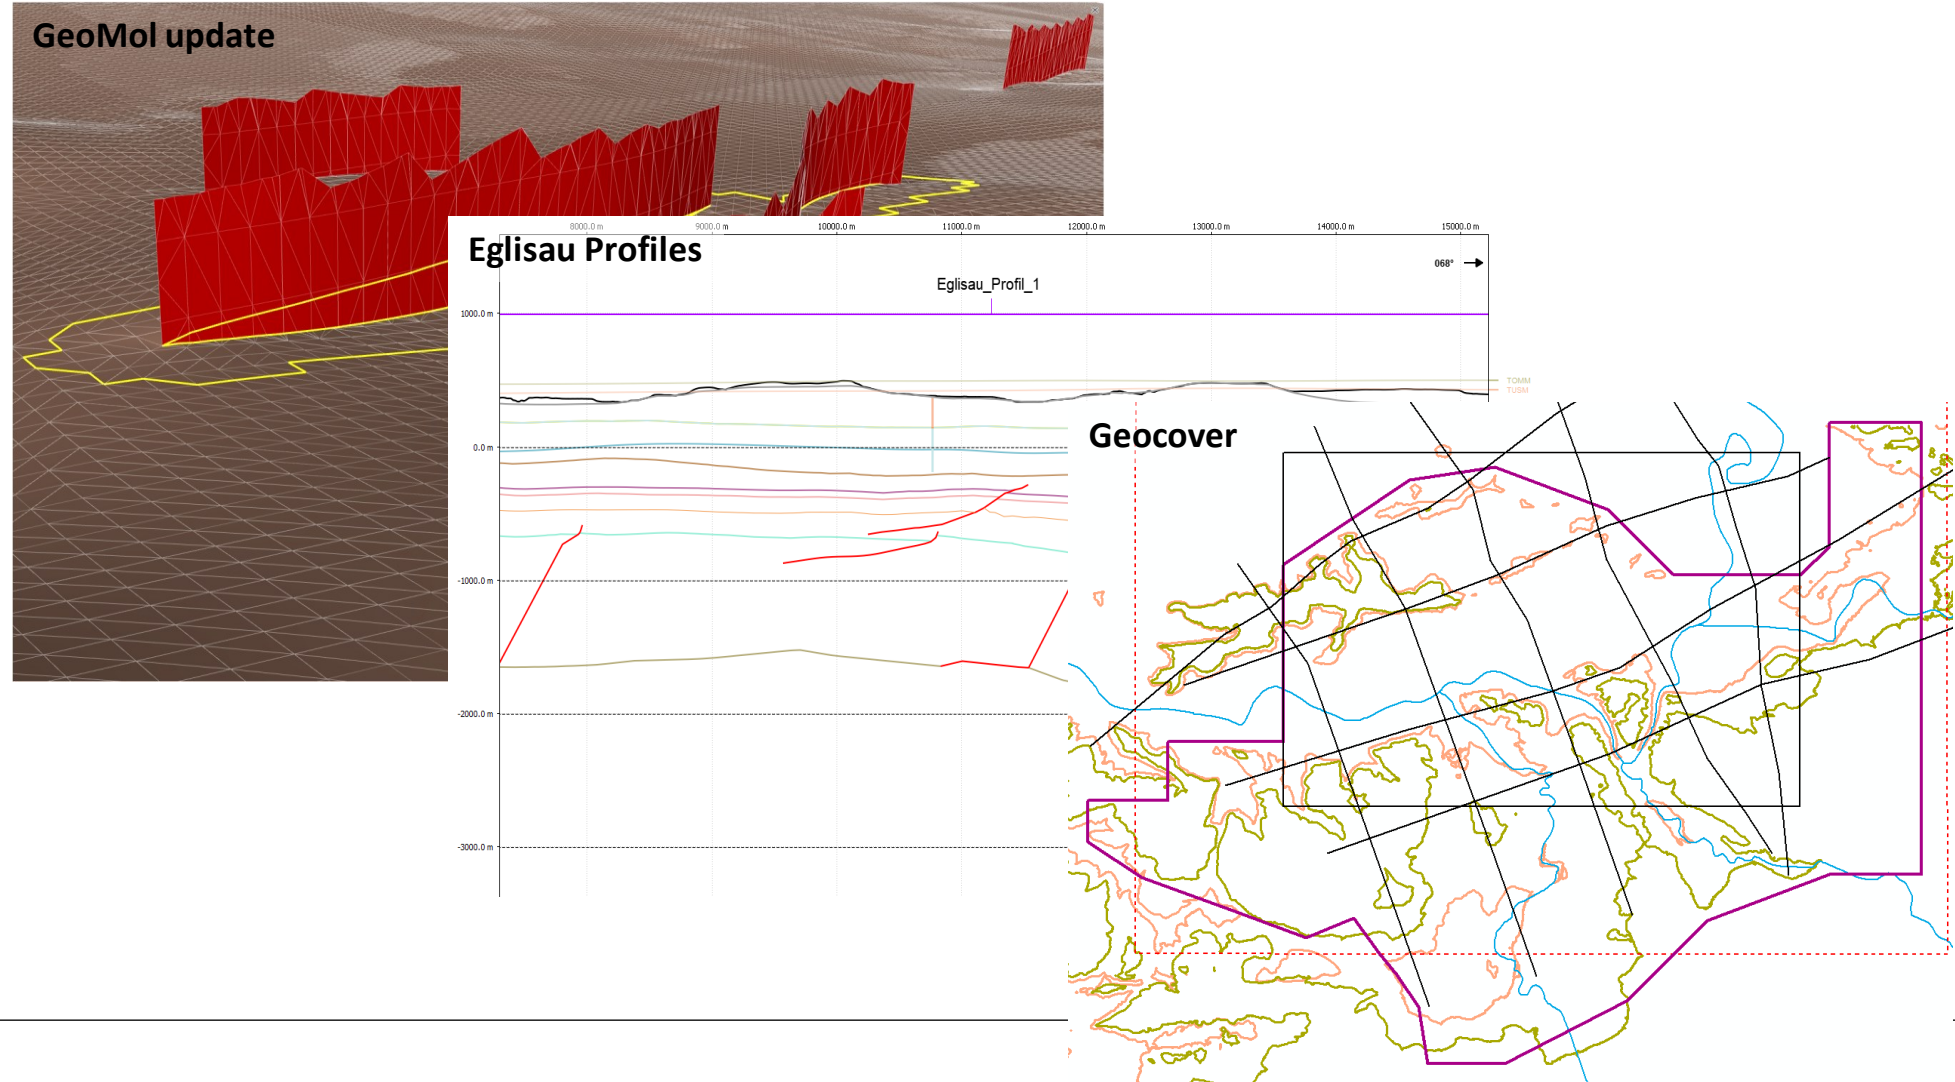 GeoMol update
8000.0 m 9000.0 m 10000.0 m 11000.0 m 12000.0 m 13000.0 m 14000.0 m 15000.0 m
Eglisau Profiles
068°
Eglisau_Profil_1
1000.0 m
TOMM
TUSM
Geocover
0.0 m
-1000.0 m
-2000.0 m
-3000.0 m